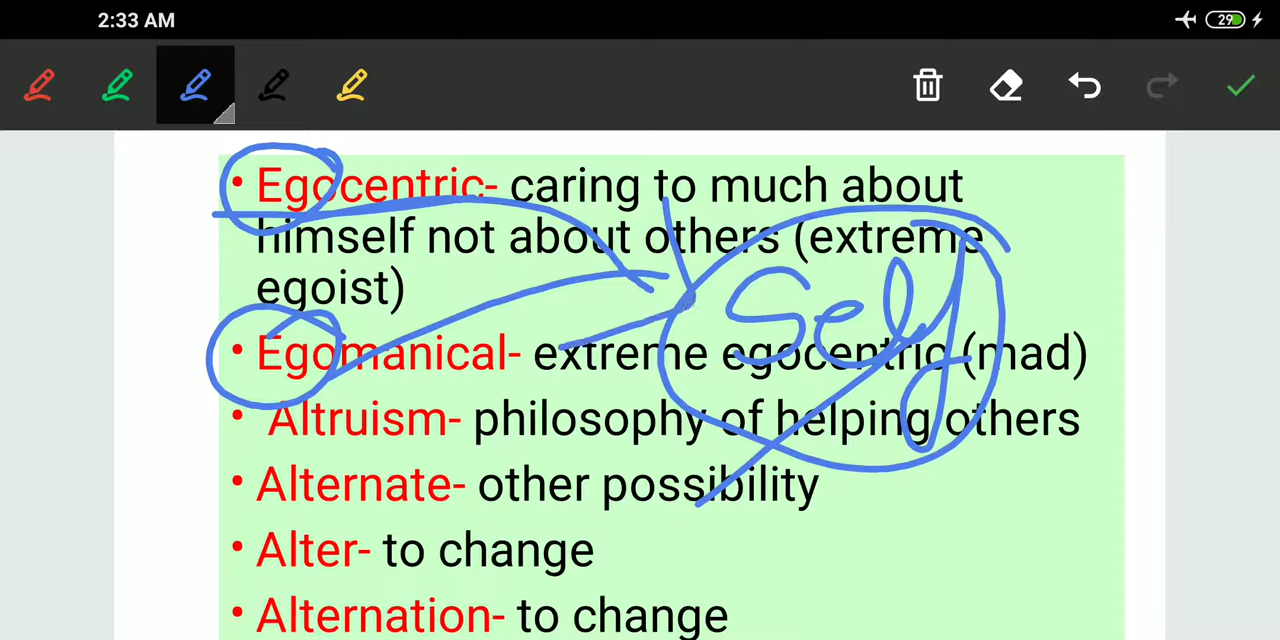 2:33 AM
29
• Egocentric- caring to much about
himself not about others (extreme
egoist)
Self
• Egomanical- extreme egocentric (mad)
• Altruism- philosophy of helping others
• Alternate- other possibility
• Alter- to change
• Alternation- to change